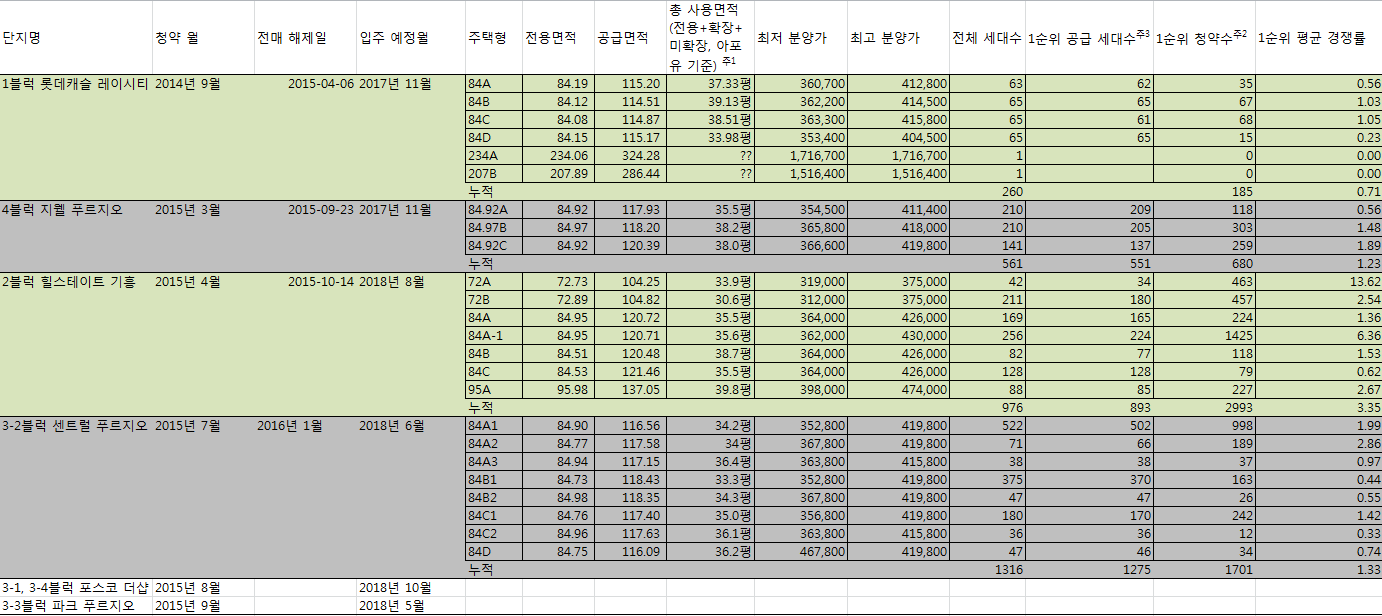 단지명 청약 월 전매 해제일 입주 예정월 주택형 전용면적 공급면적 총 사용면적 (전용+확장+ 미확장, 아포 유 기준) 주1 최저 분양가 최고 분양가 전체 세대수 1순위 공급 세대수주3 1순위 청약수주2 1순위 평균 경쟁률
1블럭 롯데캐슬 레이시티 2014년 9월 2015-04-06 2017년 11월 84A 84.19 115.20 37.33평 360,700 412,800 63 62 35 0.56
84B 84.12 114.51 39.13평 362,200 414,500 65 65 67 1.03
84C 84.08 114.87 38.51평 363,300 415,800 65 61 68 1.05
84D 84.15 115.17 33.98평 353,400 404,500 65 65 15 0.23
234A 234.06 324.28 ?? 1,716,700 1,716,700 1 0 0.00
207B 207.89 286.44 ?? 1,516,400 1,516,400 1 0 0.00
누적 260 185 0.71
4블럭 지웰 푸르지오 2015년 3월 2015-09-23 2017년 11월 84.92A 84.92 117.93 35.5평 354,500 411,400 210 209 118 0.56
84.97B 84.97 118.20 38.2평 365,800 418,000 210 205 303 1.48
84.92C 84.92 120.39 38.0평 366,600 419,800 141 137 259 1.89
누적 561 551 680 1.23
2블럭 힐스테이트 기흥 2015년 4월 2015-10-14 2018년 8월 72A 72.73 104.25 33.9평 319,000 375,000 42 34 463 13.62
72B 72.89 104.82 30.6평 312,000 375,000 211 180 457 2.54
84A 84.95 120.72 35.5평 364,000 426,000 169 165 224 1.36
84A-1 84.95 120.71 35.6평 362,000 430,000 256 224 1425 6.36
84B 84.51 120.48 38.7평 364,000 426,000 82 77 118 1.53
84C 84.53 121.46 35.5평 364,000 426,000 128 128 79 0.62
95A 95.98 137.05 39.8평 398,000 474,000 88 85 227 2.67
누적 976 893 2993 3.35
3-2블럭 센트럴 푸르지오 2015년 7월 2016년 1월 2018년 6월 84A1 84.90 116.56 34.2평 352,800 419,800 522 502 998 1.99
84A2 84.77 117.58 34평 367,800 419,800 71 66 189 2.86
84A3 84.94 117.15 36.4평 363,800 415,800 38 38 37 0.97
84B1 84.73 118.43 33.3평 352,800 419,800 375 370 163 0.44
84B2 84.98 118.35 34.3평 367,800 419,800 47 47 26 0.55
84C1 84.76 117.40 35.0평 356,800 419,800 180 170 242 1.42
84C2 84.96 117.63 36.1평 363,800 415,800 36 36 12 0.33
84D 84.75 116.09 36.2평 467,800 419,800 47 46 34 0.74
누적 1316 1275 1701 1.33
3-1, 3-4블럭 포스코 더샵 2015년 8월 2018년 10월
3-3블럭 파크 푸르지오 2015년 9월 2018년 5월